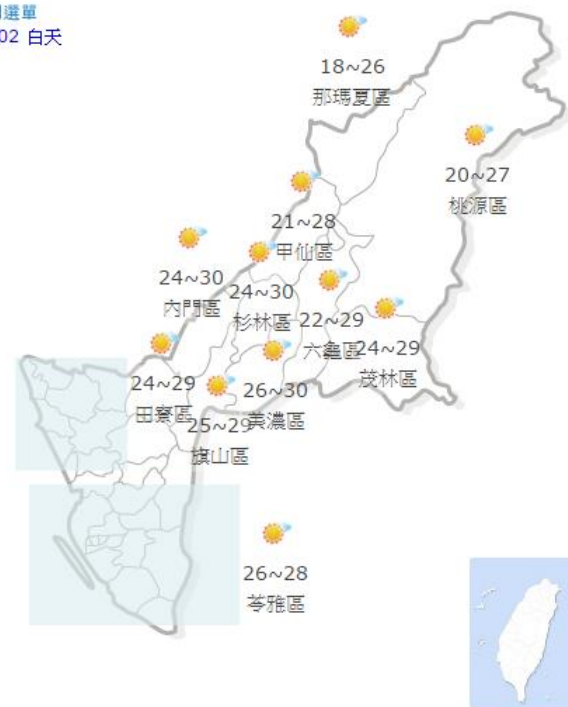 選單
02 白天
18~26
那瑪夏區
20~27
桃源區
21~28
甲仙區
24~30
內門區
24~30
杉林區
22~29
六龜區
24~29
茂林區
24~29
田寮區
26~30
美濃區
25~29
旗山區
26~28
苓雅區